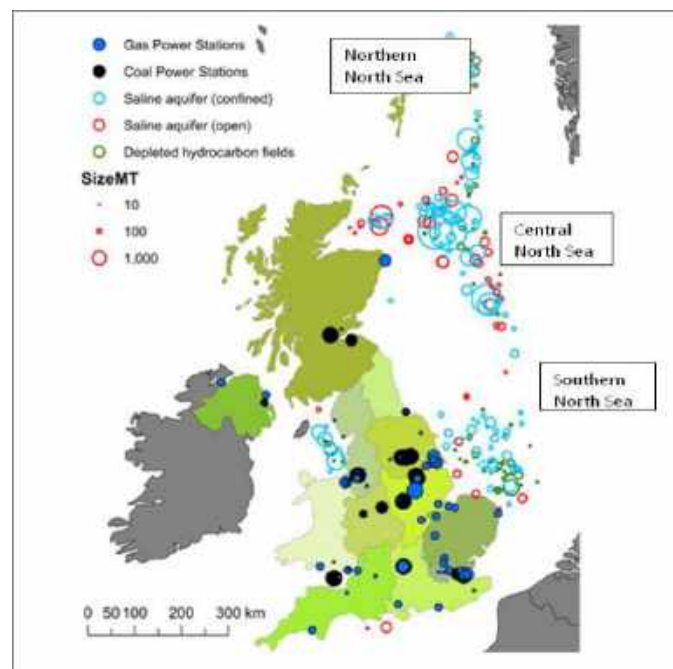 Gas Power Stations
Coal Power Stations
Saline aquifer (confined)
Saline aquifer (open)
Depleted hydrocarbon fields
SizeMT
10
100
1,000
Northern
North Sea
Central
North Sea
Southern
North Sea
0 50 100 200 300 km